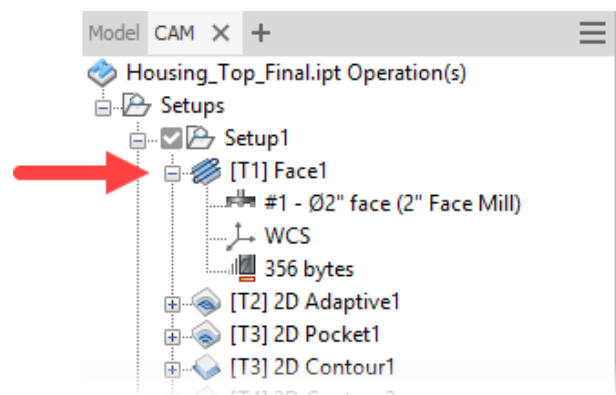 Model CAM
Housing_Top_Final.ipt Operation(s)
Setups
Setup1
[T1] Face1
#1 - Ø2" face (2" Face Mill)
WCS
356 bytes
[T2] 2D Adaptive1
[T3] 2D Pocket1
[T3] 2D Contour1